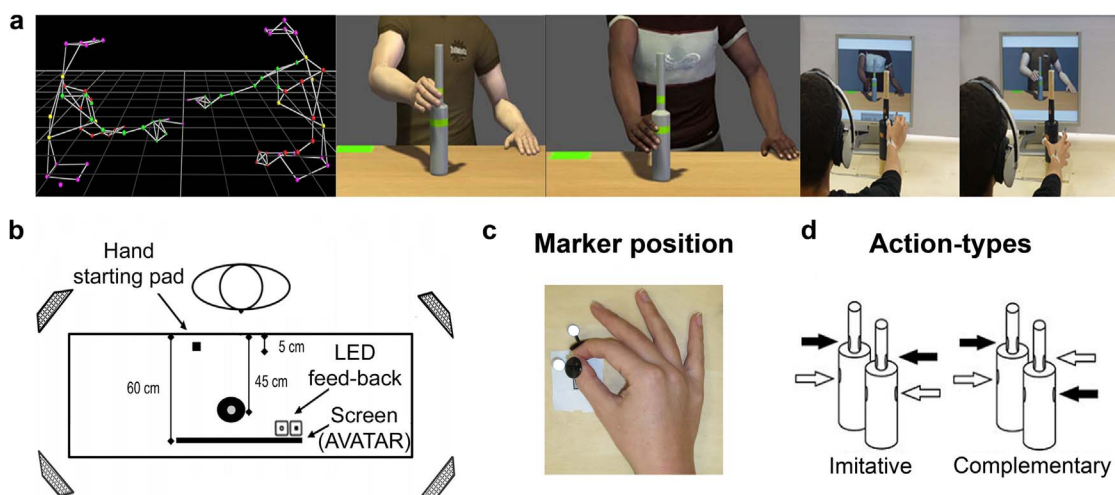 a
b
Hand
starting pad
5 cm
60 cm
45 cm
LED
feed-back
Screen
(AVATAR)
c
Marker position
d
Action-types
Imitative
Complementary